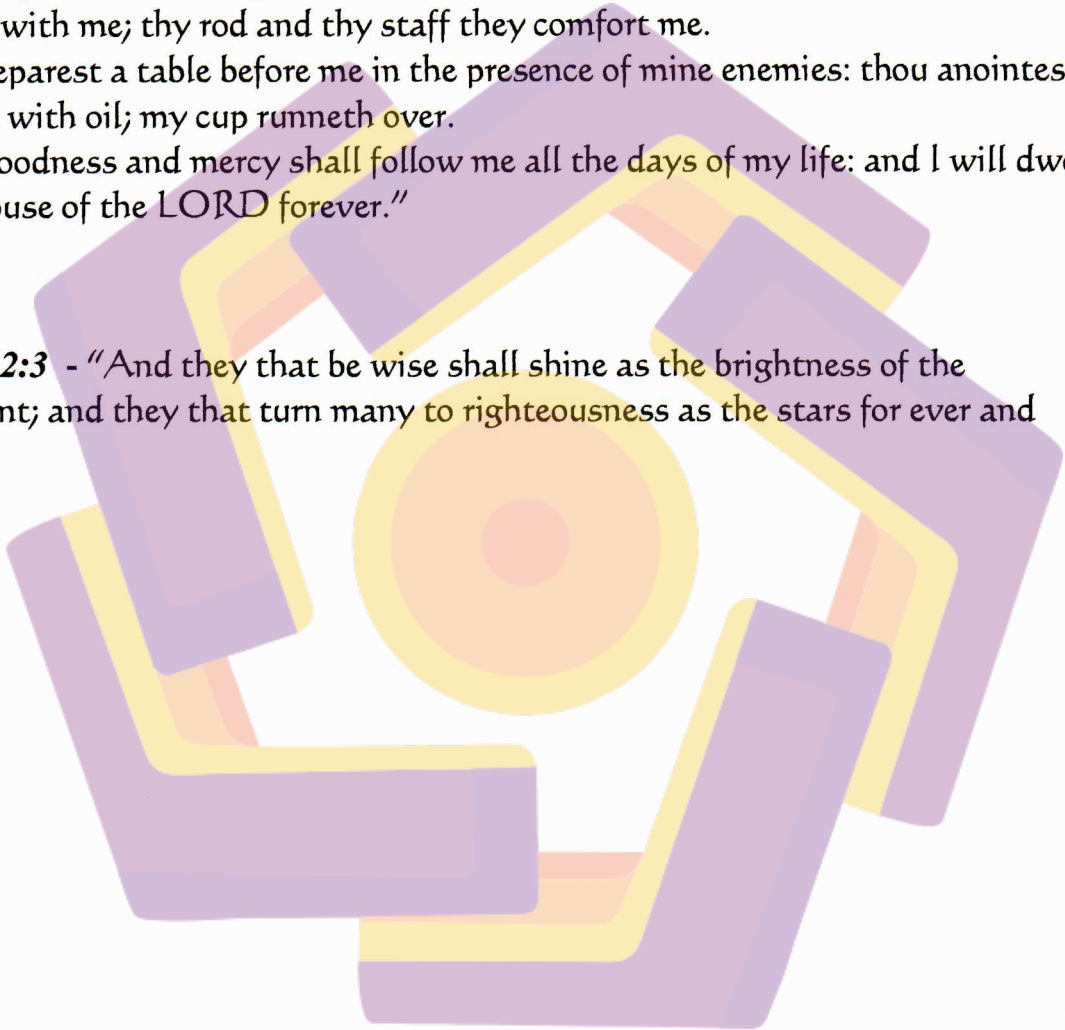 with me; thy rod and thy staff they comfort me.
eparest a table before me in the presence of mine enemies: thou anointes
with oil; my cup runneth over.
oodness and mercy shall follow me all the days of my life: and I will dwe
ouse of the LORD forever."
2:3 - "And they that be wise shall shine as the brightness of the
nt; and they that turn many to righteousness as the stars for ever and